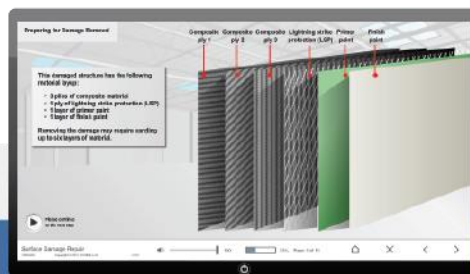 Preparing for Damage Removal
Composite ply 1
Composite ply 2
Composite ply 3
Lightning strike protection (LSP)
Primer paint
Finish paint
This damaged structure has the following
material layup:
• 3 plies of composite material
• 1 ply of lightning strike protection (LSP)
• 1 layer of primer paint
• 1 layer of finish paint
Removing the damage may require sanding
up to six layers of material.
Surface Damage Repair